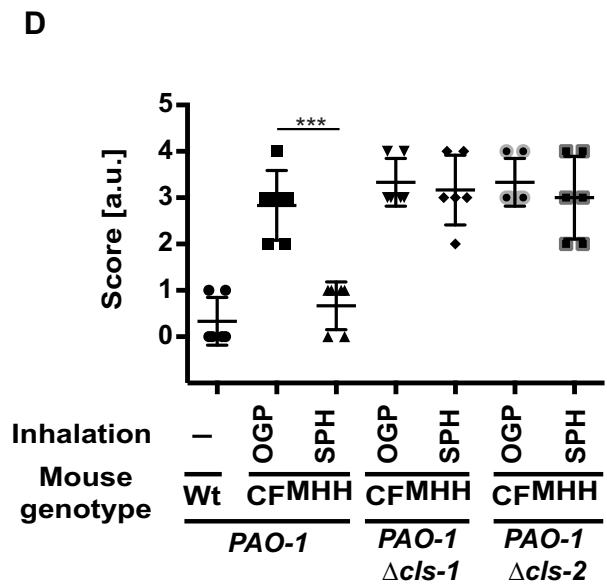 D
Score [a.u.]
5
4
3
2
1
0
***
Inhalation
– OGP SPH OGP SPH OGP SPH
Mouse genotype
Wt CFMHH CFMHH CFMHH
PAO-1 PAO-1 PAO-1
Δcls-1 Δcls-2